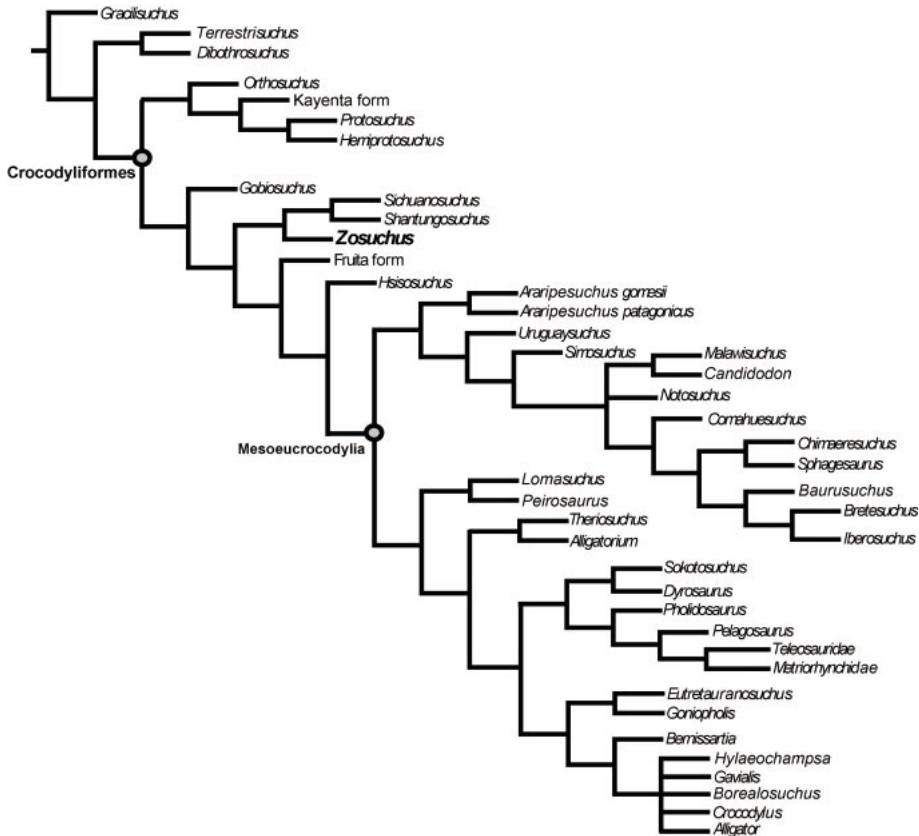 Gracilisuchus
Terrestrisuchus
Dibothrosuchus
Orthosuchus
Kayenta form
Protosuchus
Hemiprotosuchus
Crocodyliformes
Gobiosuchus
Sichuanosuchus
Shantungosuchus
Zosuchus
Fruita form
Hsisosuchus
Araripesuchus gomesii
Araripesuchus patagonicus
Uruguaysuchus
Simosuchus
Malawisuchus
Candidodon
Notosuchus
Comahuesuchus
Mesoeucrocodylia
Chimaeresuchus
Sphagesaurus
Lomasuchus
Baurusuchus
Peirosaurus
Bretesuchus
Theriosuchus
Iberosuchus
Alligatorium
Sokotosuchus
Dyrosaurus
Pholidosaurus
Pelagosaurus
Teleosauridae
Metriorhynchidae
Eutretauranosuchus
Goniopholis
Bernissartia
Hylaeochampsa
Gavialis
Borealosuchus
Crocodylus
Alligator